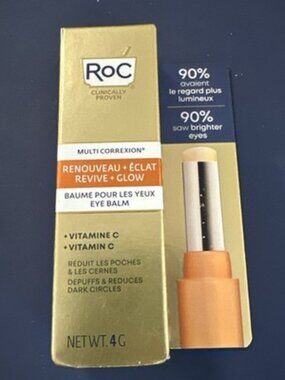 RoC
CLINICALLY
PROVEN
MULTI CORREXION®
RENOUVEAU + ÉCLAT
REVIVE + GLOW
BAUME POUR LES YEUX
EYE BALM
+ VITAMINE C
+ VITAMIN C
RÉDUIT LES POCHES
& LES CERNES
DEPUFFS & REDUCES
DARK CIRCLES
NET WT. 4 G
90%
avaient
le regard plus
lumineux
90%
saw brighter
eyes